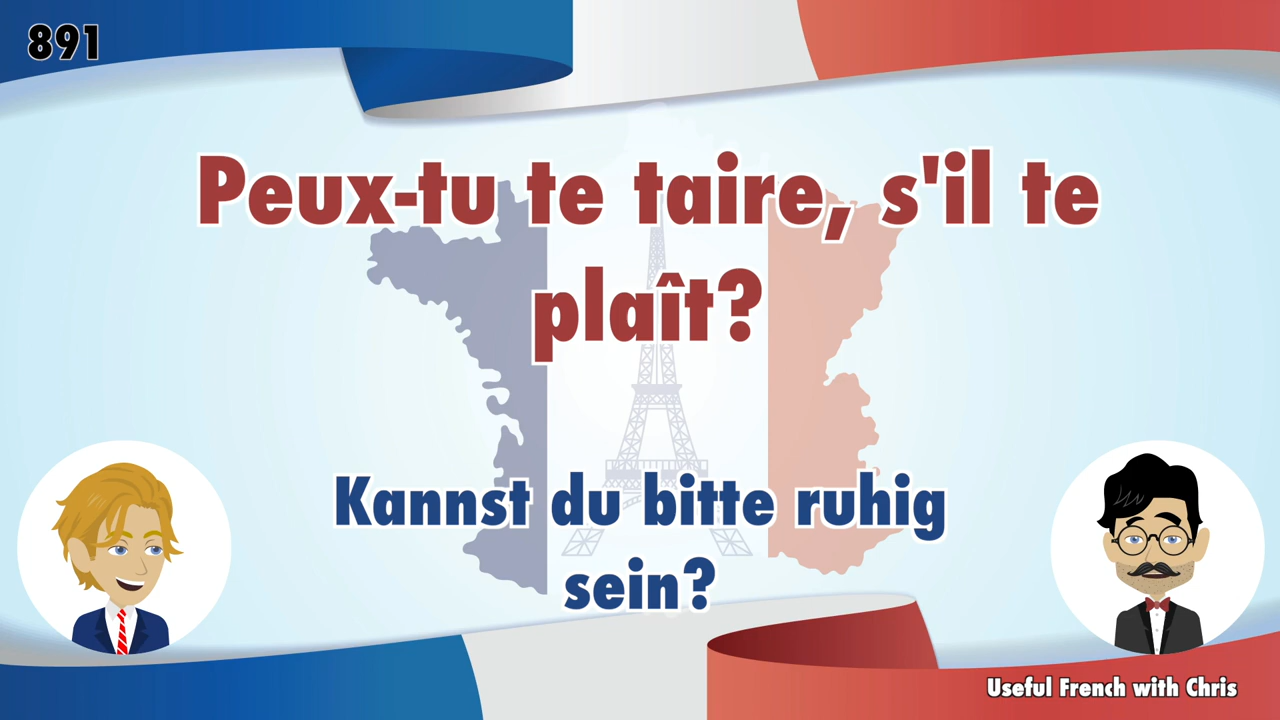 891
Peux-tu te taire, s'il te
plaît?
Kannst du bitte ruhig
sein?
Useful French with Chris